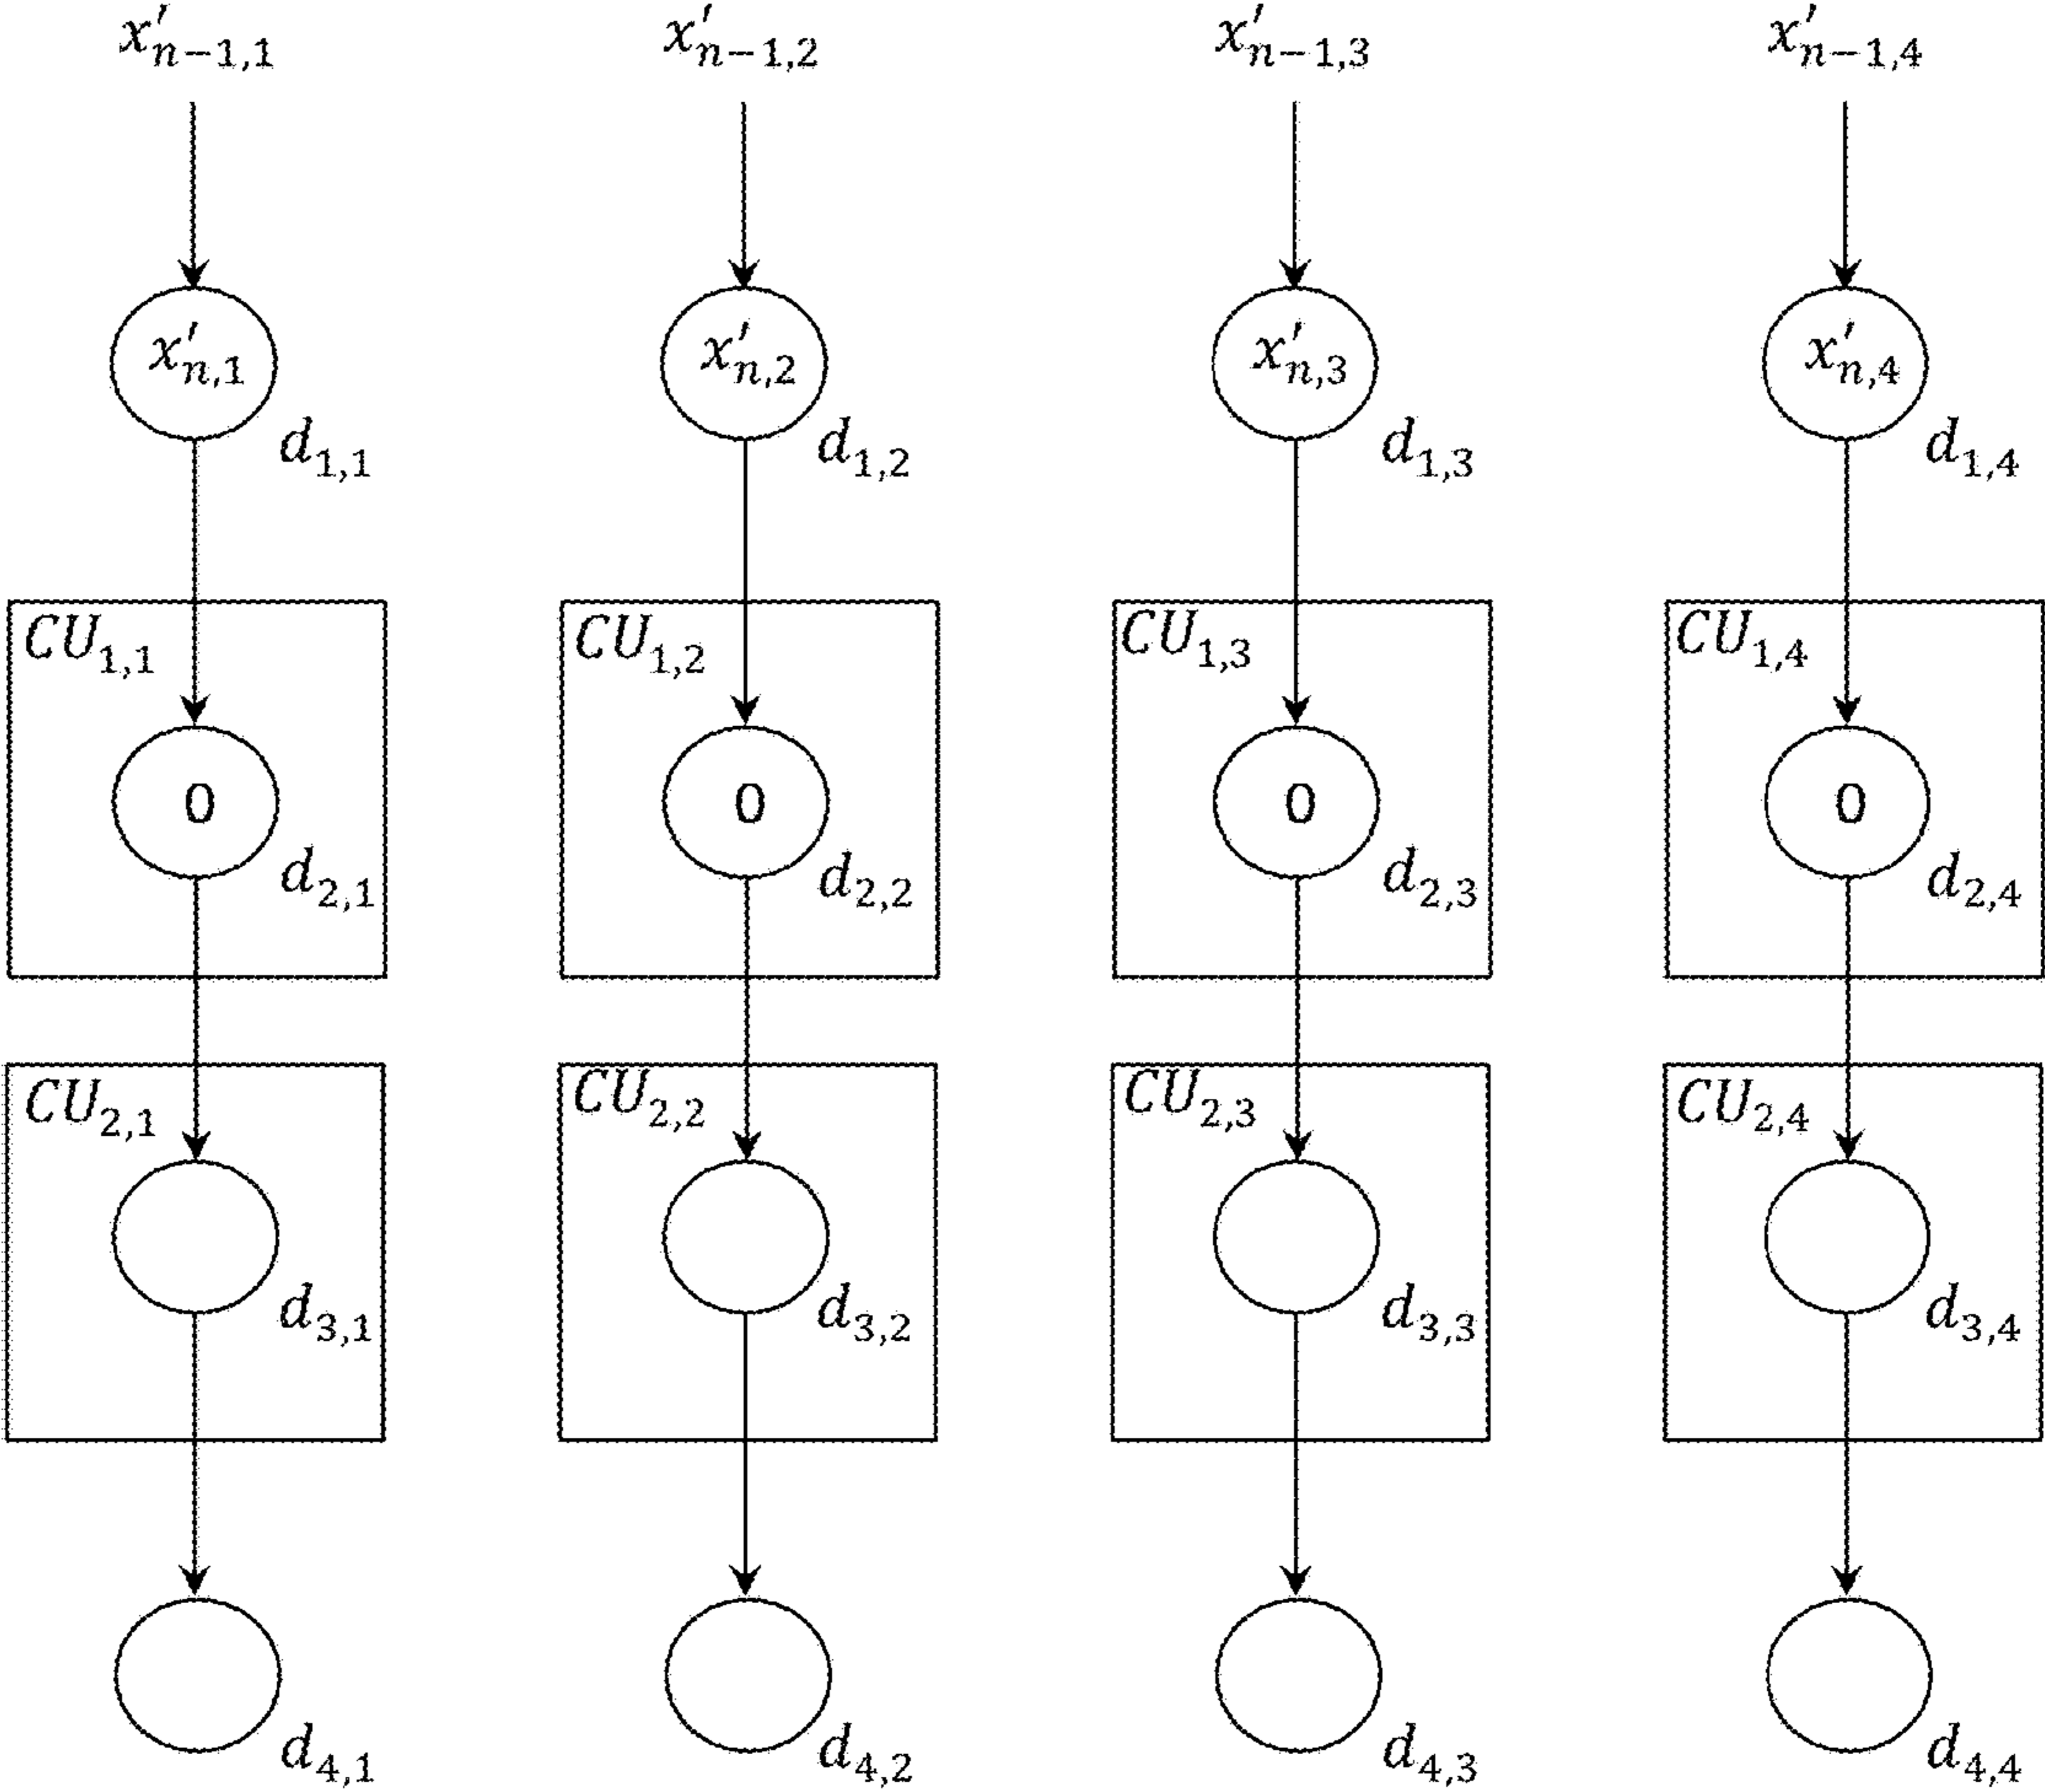 x′n−1,1 x′n−1,2 x′n−1,3 x′n−1,4
x′n,1 x′n,2 x′n,3 x′n,4
d1,1 d1,2 d1,3 d1,4
CU1,1 CU1,2 CU1,3 CU1,4
0 0 0 0
d2,1 d2,2 d2,3 d2,4
CU2,1 CU2,2 CU2,3 CU2,4
d3,1 d3,2 d3,3 d3,4
d4,1 d4,2 d4,3 d4,4